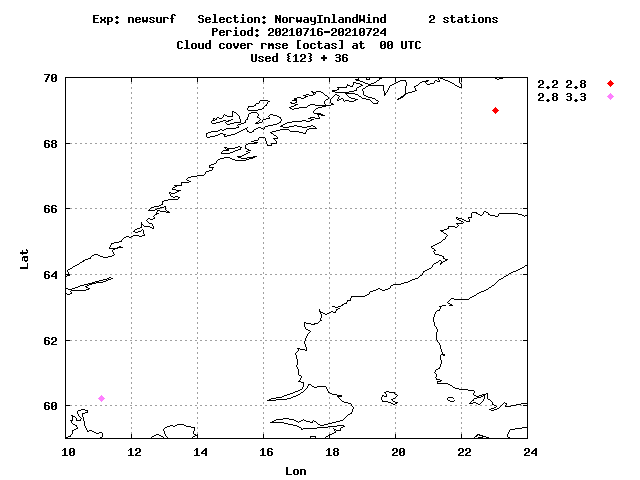 Exp: newsurf   Selection: NorwayInlandWind      2 stations
Period: 20210716-20210724
Cloud cover rmse [octas] at  00 UTC
Used {12} + 36
70
68
66
64
62
60
Lat
10 12 14 16 18 20 22 24
Lon
2.2 2.8
2.8 3.3